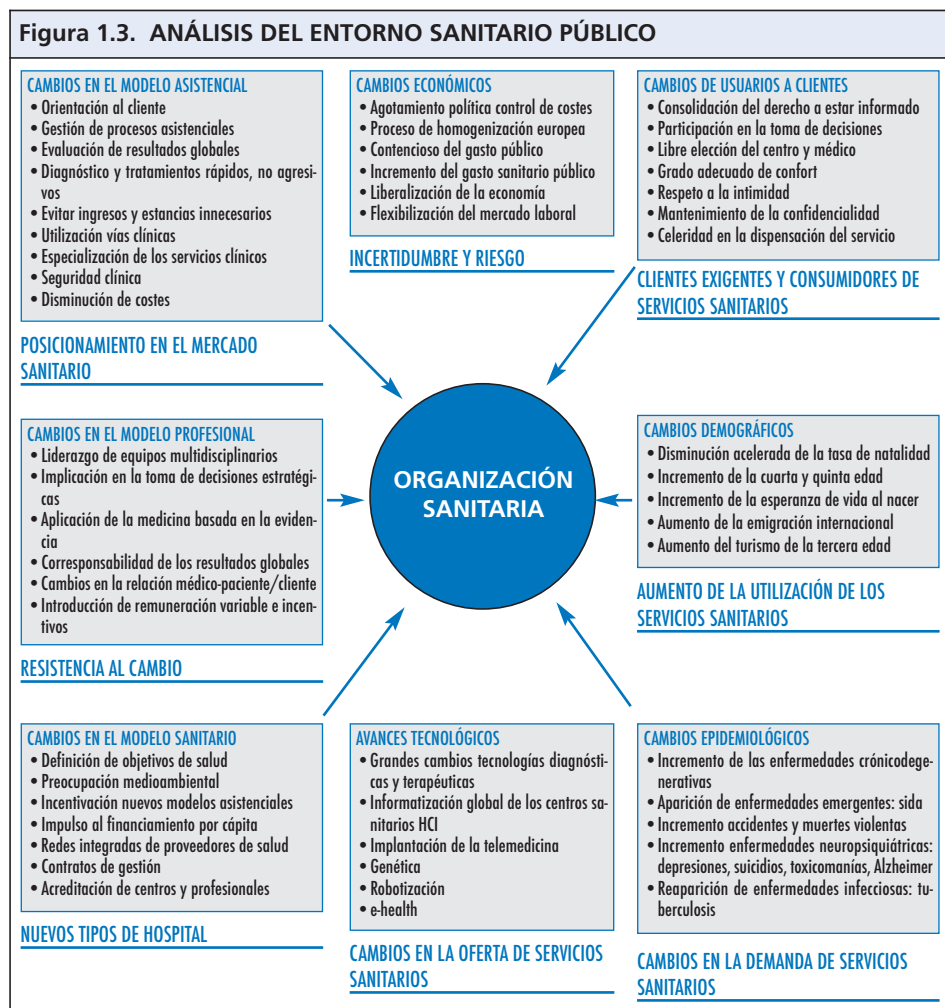 Figura 1.3. ANÁLISIS DEL ENTORNO SANITARIO PÚBLICO
CAMBIOS EN EL MODELO ASISTENCIAL
• Orientación al cliente
• Gestión de procesos asistenciales
• Evaluación de resultados globales
• Diagnóstico y tratamientos rápidos, no agresi-
vos
• Evitar ingresos y estancias innecesarios
• Utilización vías clínicas
• Especialización de los servicios clínicos
• Seguridad clínica
• Disminución de costes
POSICIONAMIENTO EN EL MERCADO
SANITARIO
CAMBIOS ECONÓMICOS
• Agotamiento política control de costes
• Proceso de homogenización europea
• Contencioso del gasto público
• Incremento del gasto sanitario público
• Liberalización de la economía
• Flexibilización del mercado laboral
INCERTIDUMBRE Y RIESGO
CAMBIOS DE USUARIOS A CLIENTES
• Consolidación del derecho a estar informado
• Participación en la toma de decisiones
• Libre elección del centro y médico
• Grado adecuado de confort
• Respeto a la intimidad
• Mantenimiento de la confidencialidad
• Celeridad en la dispensación del servicio
CLIENTES EXIGENTES Y CONSUMIDORES DE
SERVICIOS SANITARIOS
CAMBIOS EN EL MODELO PROFESIONAL
• Liderazgo de equipos multidisciplinarios
• Implicación en la toma de decisiones estratégi-
cas
• Aplicación de la medicina basada en la eviden-
cia
• Corresponsabilidad de los resultados globales
• Cambios en la relación médico-paciente/cliente
• Introducción de remuneración variable e incen-
tivos
RESISTENCIA AL CAMBIO
ORGANIZACIÓN
SANITARIA
CAMBIOS DEMOGRÁFICOS
• Disminución acelerada de la tasa de natalidad
• Incremento de la cuarta y quinta edad
• Incremento de la esperanza de vida al nacer
• Aumento de la emigración internacional
• Aumento del turismo de la tercera edad
AUMENTO DE LA UTILIZACIÓN DE LOS
SERVICIOS SANITARIOS
CAMBIOS EN EL MODELO SANITARIO
• Definición de objetivos de salud
• Preocupación medioambiental
• Incentivación nuevos modelos asistenciales
• Impulso al financiamiento por cápita
• Redes integradas de proveedores de salud
• Contratos de gestión
• Acreditación de centros y profesionales
NUEVOS TIPOS DE HOSPITAL
AVANCES TECNOLÓGICOS
• Grandes cambios tecnologías diagnósti-
cas y terapéuticas
• Informatización global de los centros sa-
nitarios HCI
• Implantación de la telemedicina
• Genética
• Robotización
• e-health
CAMBIOS EN LA OFERTA DE SERVICIOS
SANITARIOS
CAMBIOS EPIDEMIOLÓGICOS
• Incremento de las enfermedades crónicodege-
nerativas
• Aparición de enfermedades emergentes: sida
• Incremento accidentes y muertes violentas
• Incremento enfermedades neuropsiquiátricas:
depresiones, suicidios, toxicomanías, Alzheimer
• Reaparición de enfermedades infecciosas: tu-
berculosis
CAMBIOS EN LA DEMANDA DE SERVICIOS
SANITARIOS